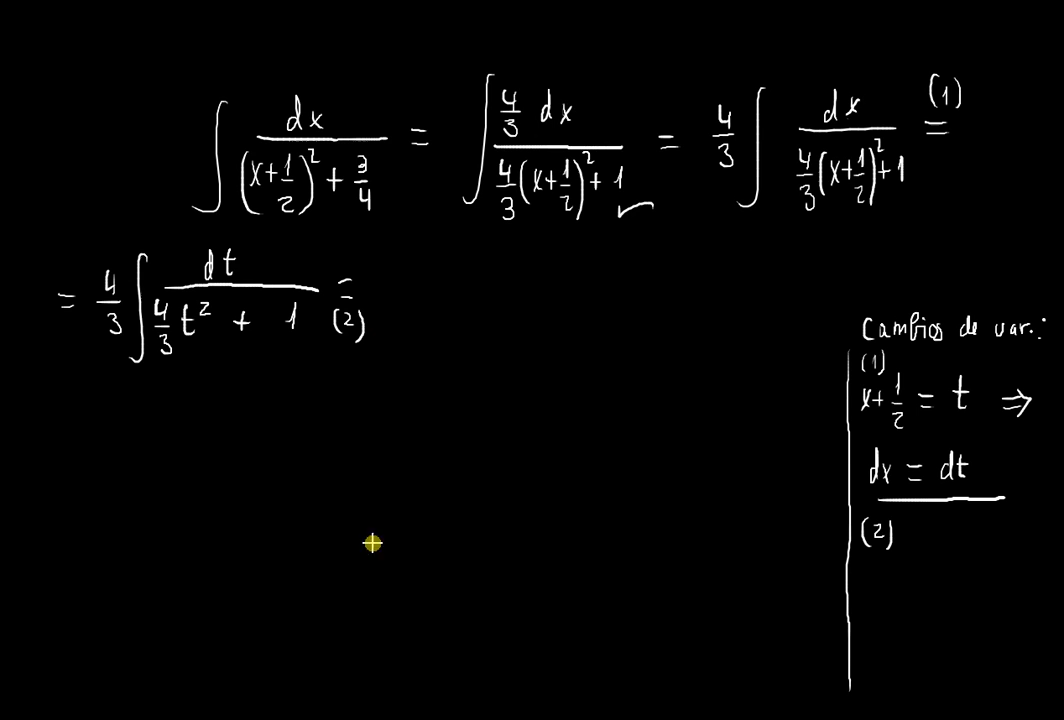 ∫ dx / ((x+1/2)² + 3/4) = ∫ (4/3 dx) / (4/3 (x+1/2)² + 1) = 4/3 ∫ dx / (4/3 (x+1/2)² + 1) =(1)
= 4/3 ∫ dt / (4/3 t² + 1) =(2)
Cambios de var.:
(1)
x+1/2 = t ⇒
dx = dt
(2)